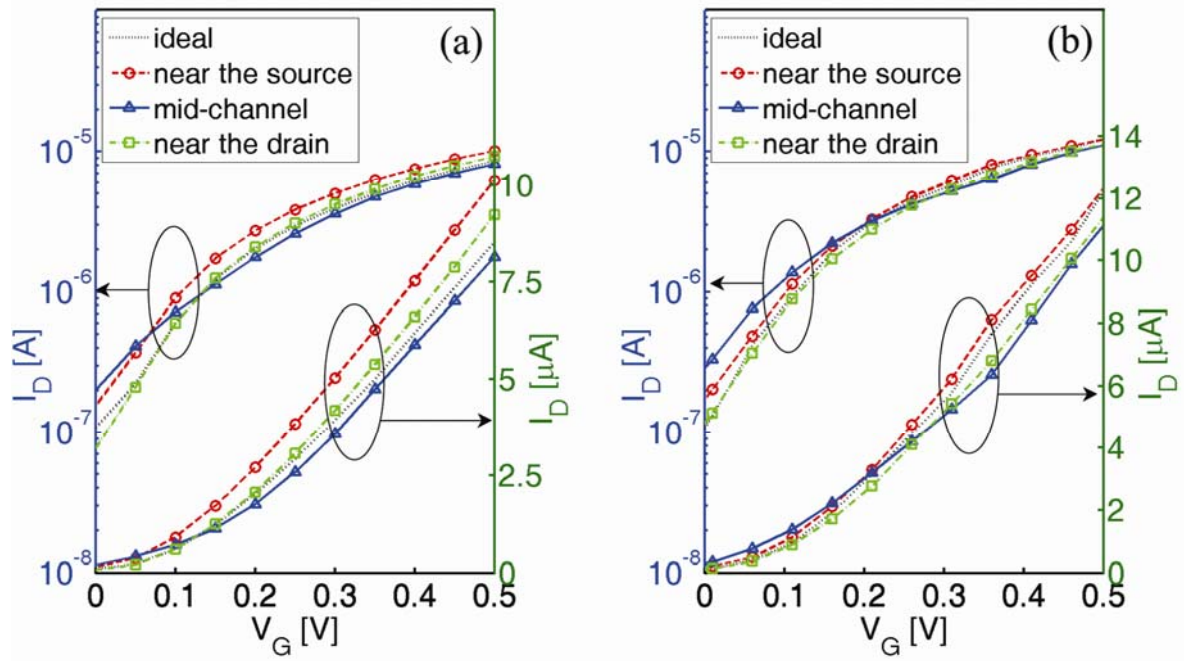 ideal
near the source
mid-channel
near the drain
(a)
10^-5
10^-6
10^-7
10^-8
I_D [A]
10
7.5
5
2.5
0
I_D [μA]
0 0.1 0.2 0.3 0.4 0.5
V_G [V]
ideal
near the source
mid-channel
near the drain
(b)
10^-5
10^-6
10^-7
10^-8
I_D [A]
14
12
10
8
6
4
2
0
I_D [μA]
0 0.1 0.2 0.3 0.4 0.5
V_G [V]